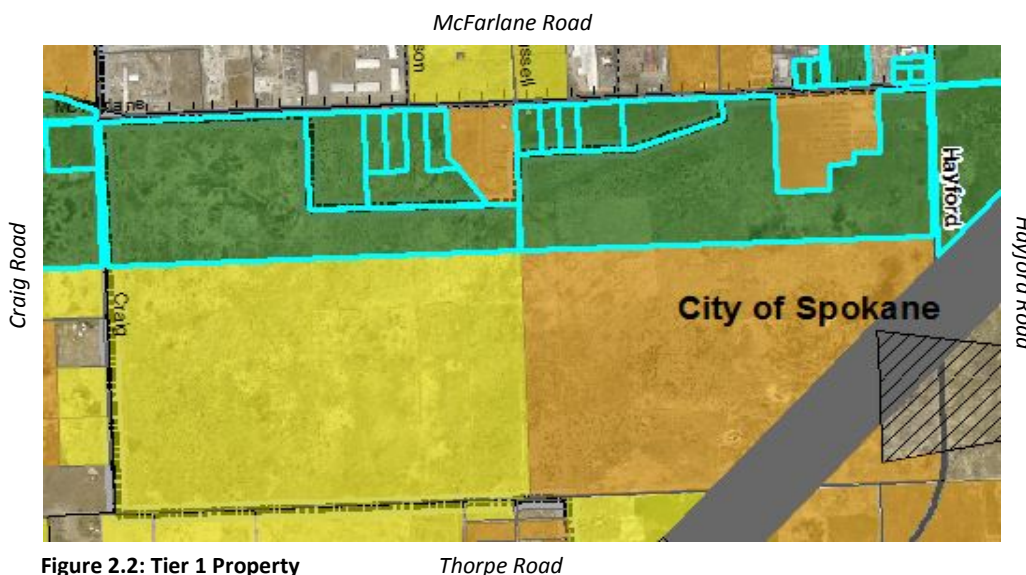 McFarlane Road
ssell
Craig Road
Hayford
Hayford Road
Craig
City of Spokane
Figure 2.2: Tier 1 Property
Thorpe Road